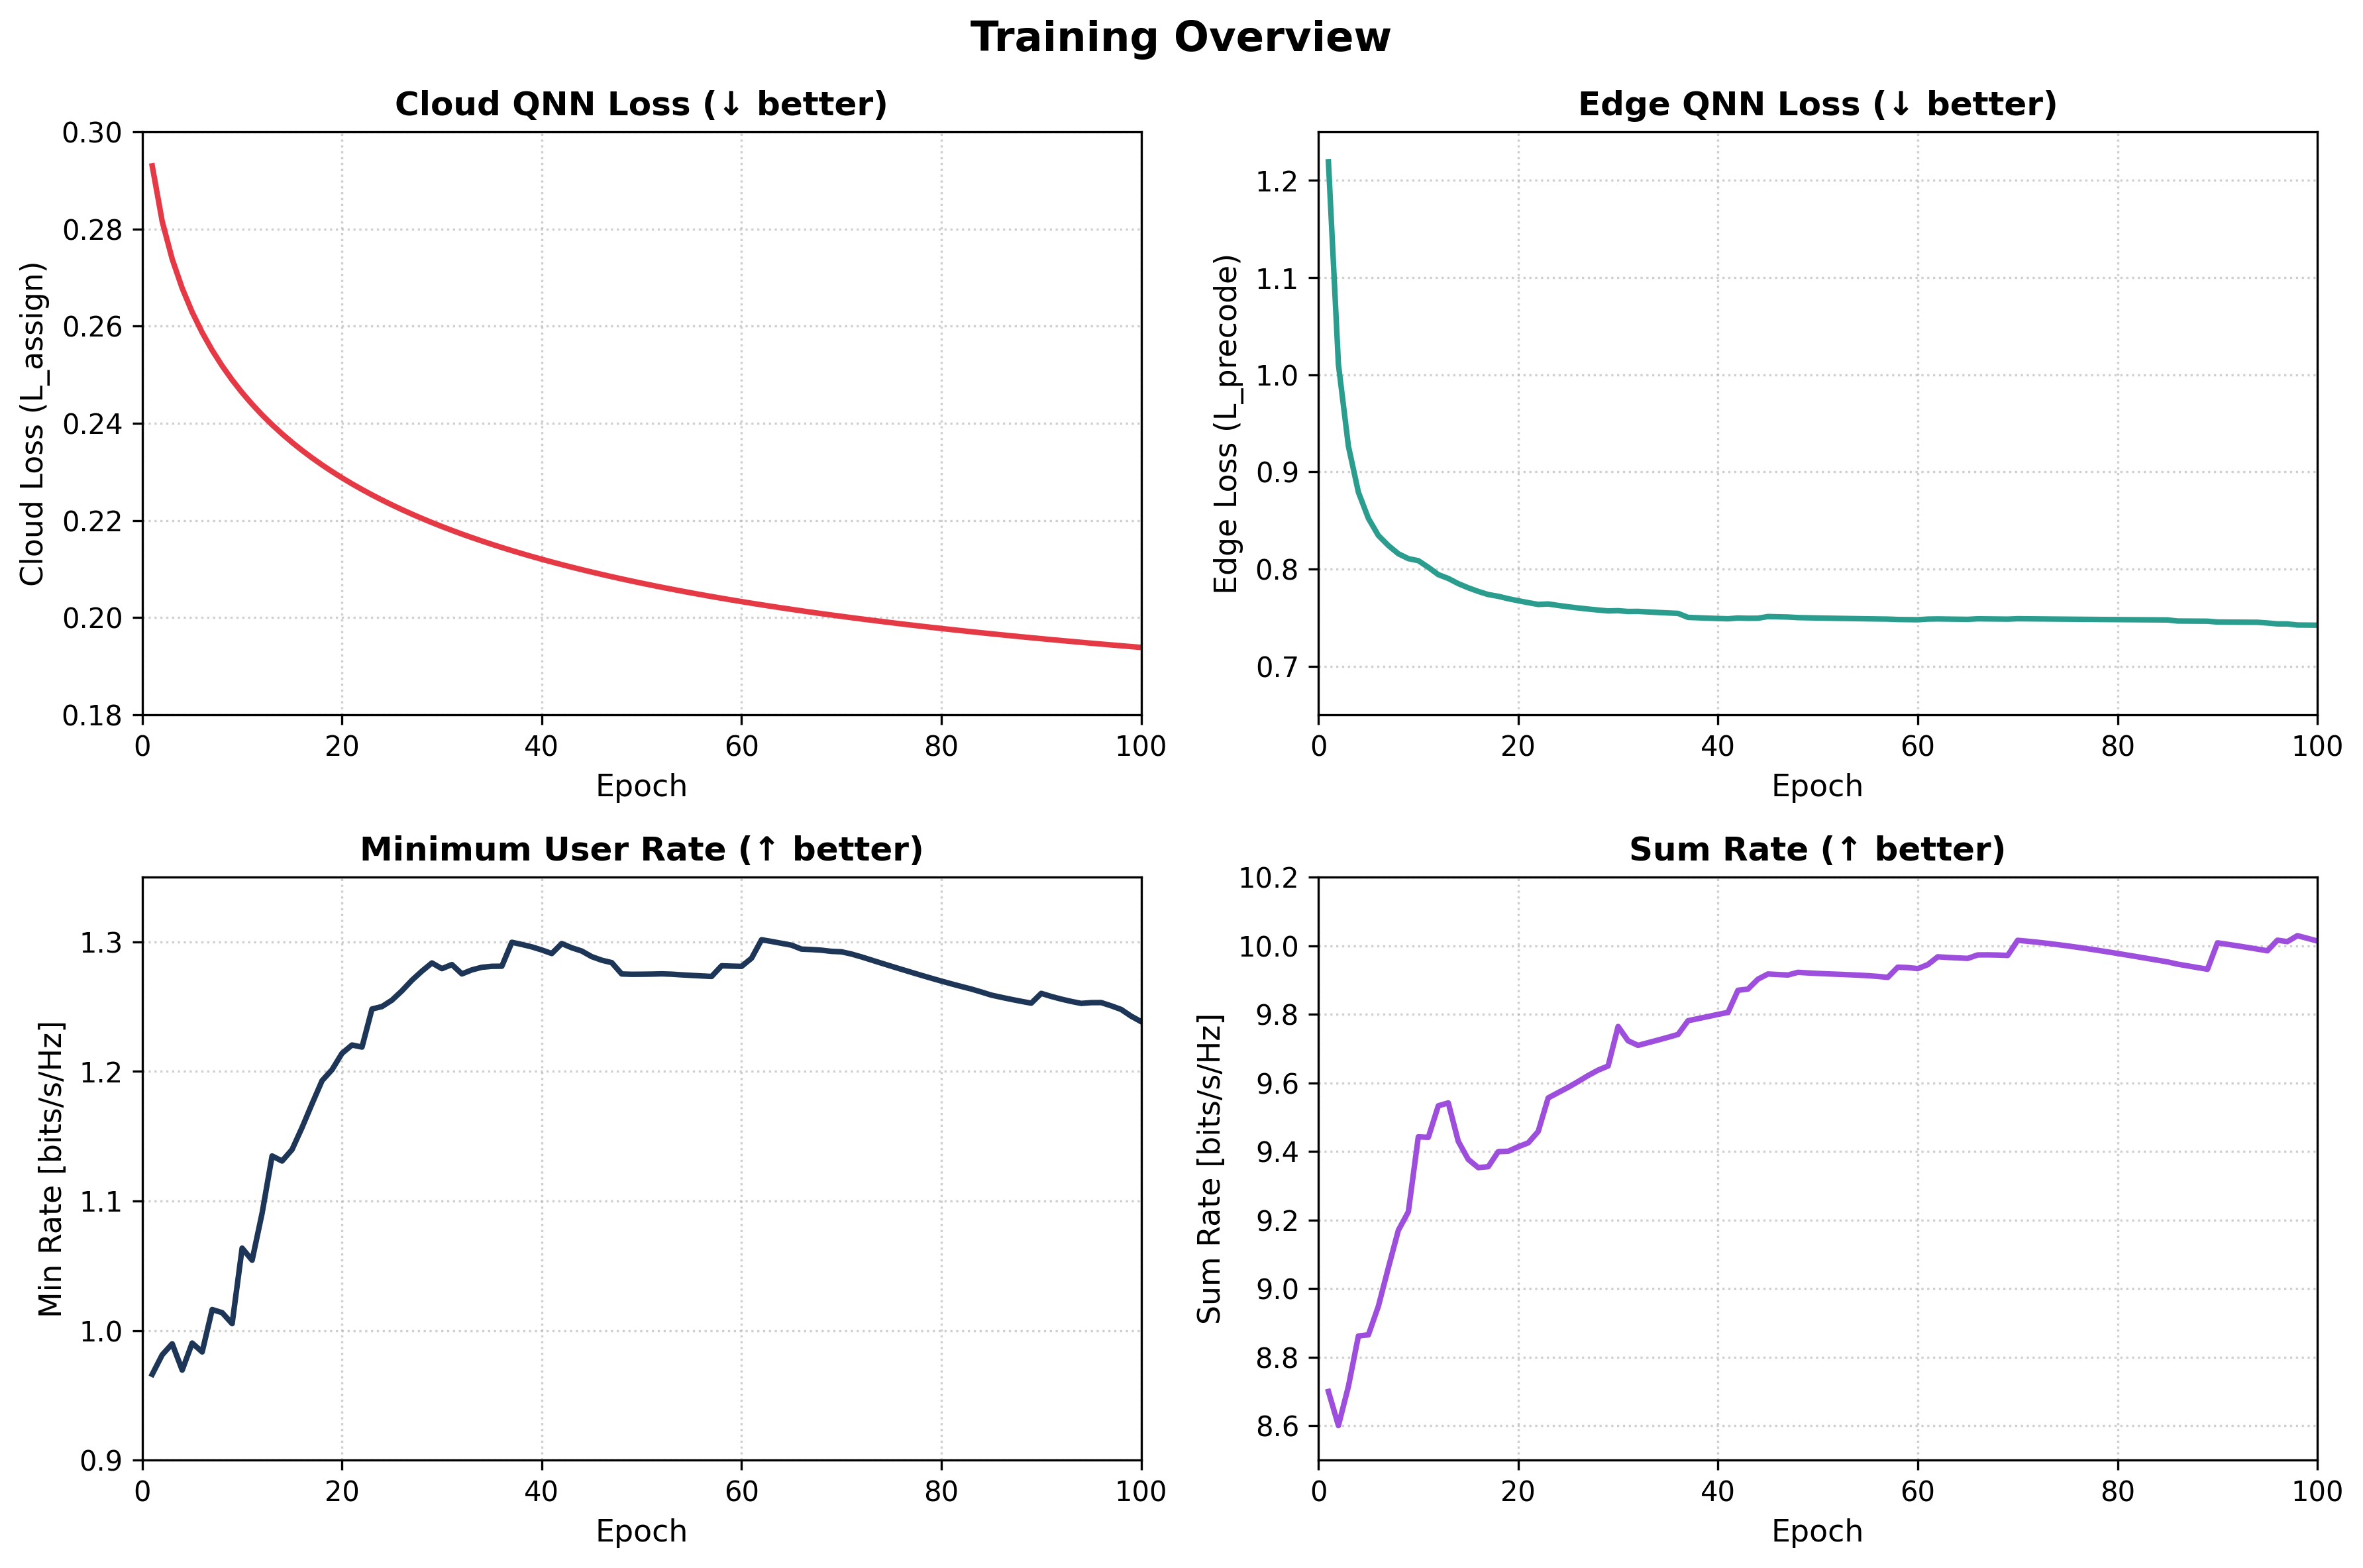 Training Overview
Cloud QNN Loss (↓ better)
0.30
0.28
0.26
0.24
0.22
0.20
0.18
Cloud Loss (L_assign)
0 20 40 60 80 100
Epoch
Edge QNN Loss (↓ better)
1.2
1.1
1.0
0.9
0.8
0.7
Edge Loss (L_precode)
0 20 40 60 80 100
Epoch
Minimum User Rate (↑ better)
1.3
1.2
1.1
1.0
0.9
Min Rate [bits/s/Hz]
0 20 40 60 80 100
Epoch
Sum Rate (↑ better)
10.2
10.0
9.8
9.6
9.4
9.2
9.0
8.8
8.6
Sum Rate [bits/s/Hz]
0 20 40 60 80 100
Epoch